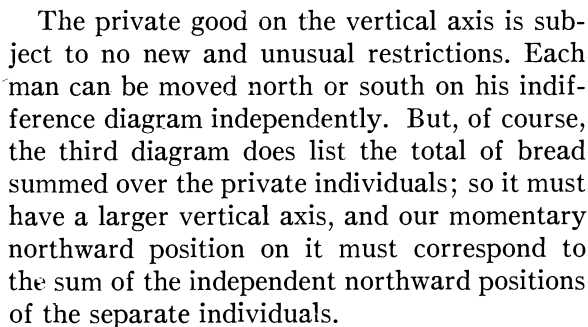 The private good on the vertical axis is sub-
ject to no new and unusual restrictions. Each
man can be moved north or south on his indif-
ference diagram independently. But, of course,
the third diagram does list the total of bread
summed over the private individuals; so it must
have a larger vertical axis, and our momentary
northward position on it must correspond to
the sum of the independent northward positions
of the separate individuals.